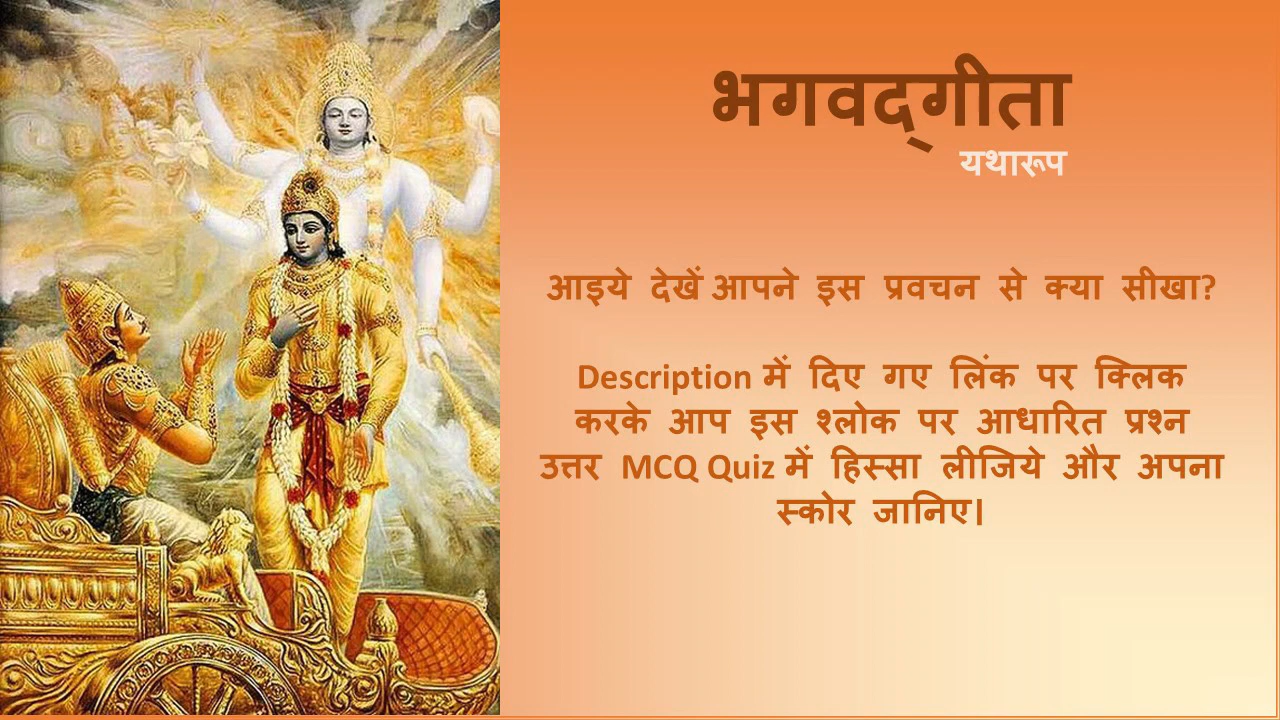 भगवद्‌गीता
यथारूप
आइये देखें आपने इस प्रवचन से क्या सीखा?
Description में दिए गए लिंक पर क्लिक
करके आप इस श्लोक पर आधारित प्रश्न
उत्तर MCQ Quiz में हिस्सा लीजिये और अपना
स्कोर जानिए।